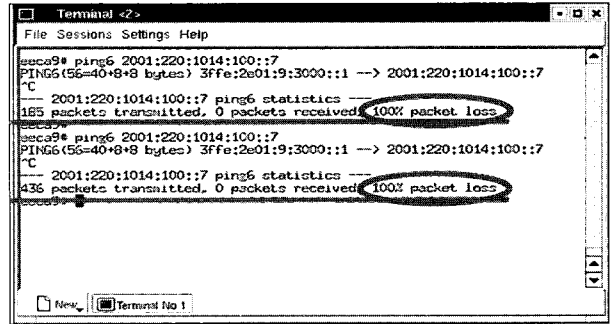 Terminal <2>
File Sessions Settings Help
eeca9# ping6 2001:220:1014:100::7
PING6(56=40+8+8 bytes) 3ffe:2e01:9:3000::1 --> 2001:220:1014:100::7
^C
--- 2001:220:1014:100::7 ping6 statistics ---
185 packets transmitted, 0 packets received, 100% packet loss
eeca9#
eeca9# ping6 2001:220:1014:100::7
PING6(56=40+8+8 bytes) 3ffe:2e01:9:3000::1 --> 2001:220:1014:100::7
^C
--- 2001:220:1014:100::7 ping6 statistics ---
436 packets transmitted, 0 packets received, 100% packet loss
eeca9#
New Terminal No 1